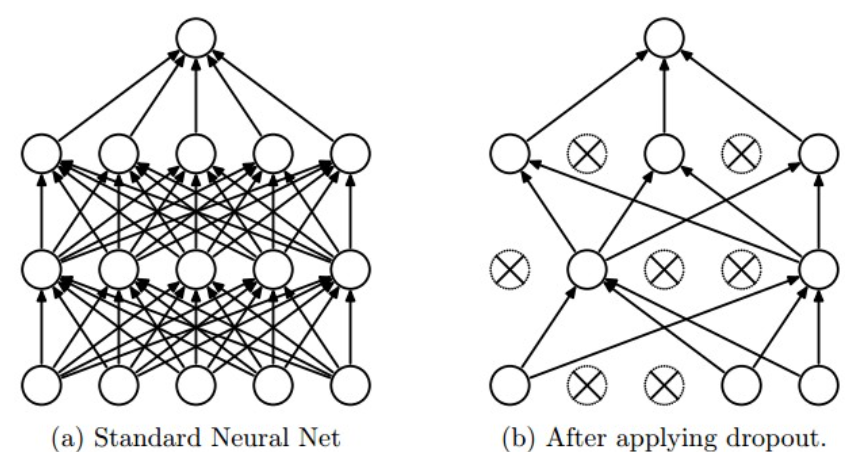 (a) Standard Neural Net
(b) After applying dropout.